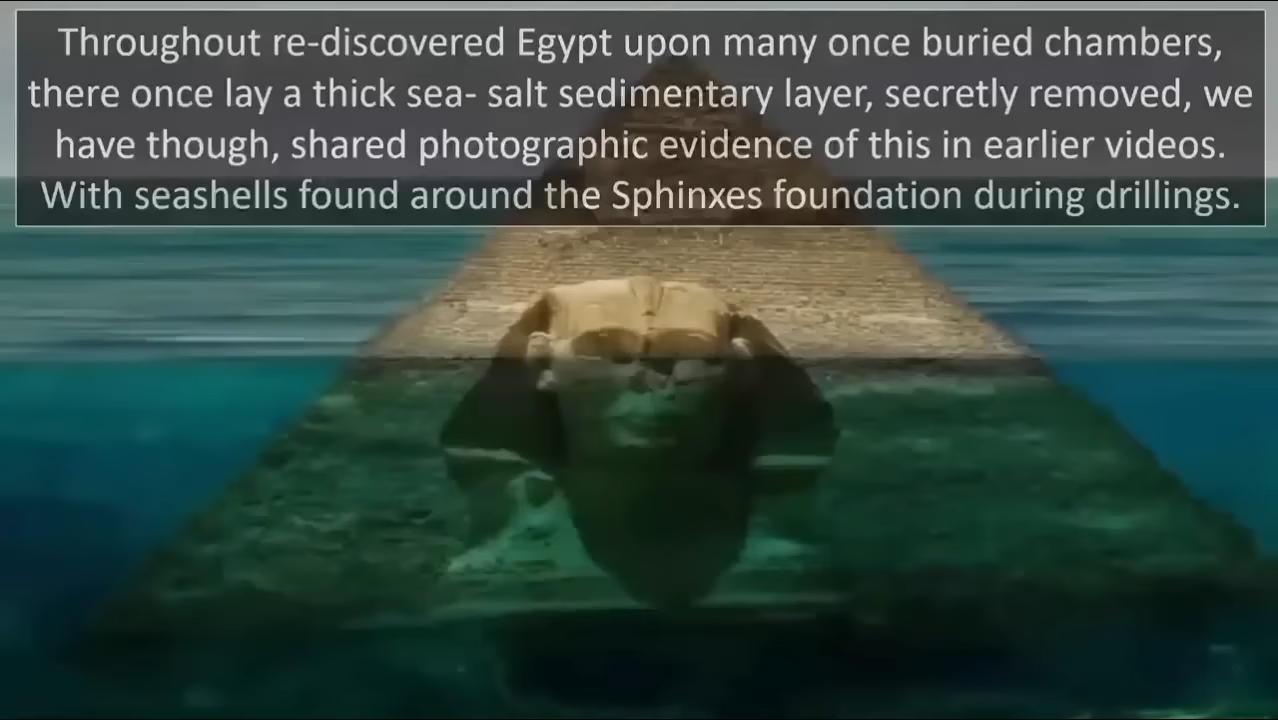 Throughout re-discovered Egypt upon many once buried chambers,
there once lay a thick sea- salt sedimentary layer, secretly removed, we
have though, shared photographic evidence of this in earlier videos.
With seashells found around the Sphinxes foundation during drillings.